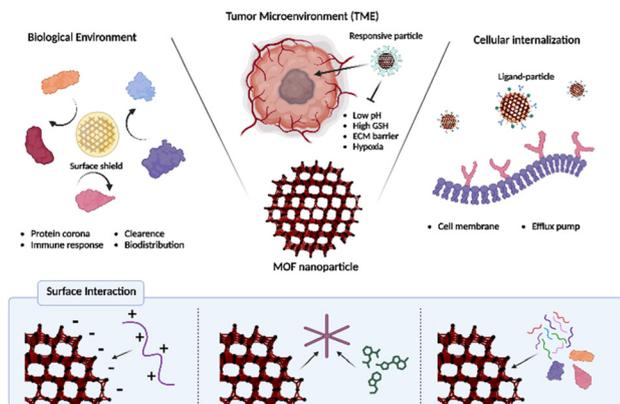 Tumor Microenvironment (TME)
Biological Environment
Responsive particle
Cellular internalization
Ligand-particle
• Low pH
• High GSH
• ECM barrier
• Hypoxia
Surface shield
• Protein corona
• Immune response
• Clearence
• Biodistribution
• Cell membrane
• Efflux pump
MOF nanoparticle
Surface Interaction
- - - - - -
+ + + +